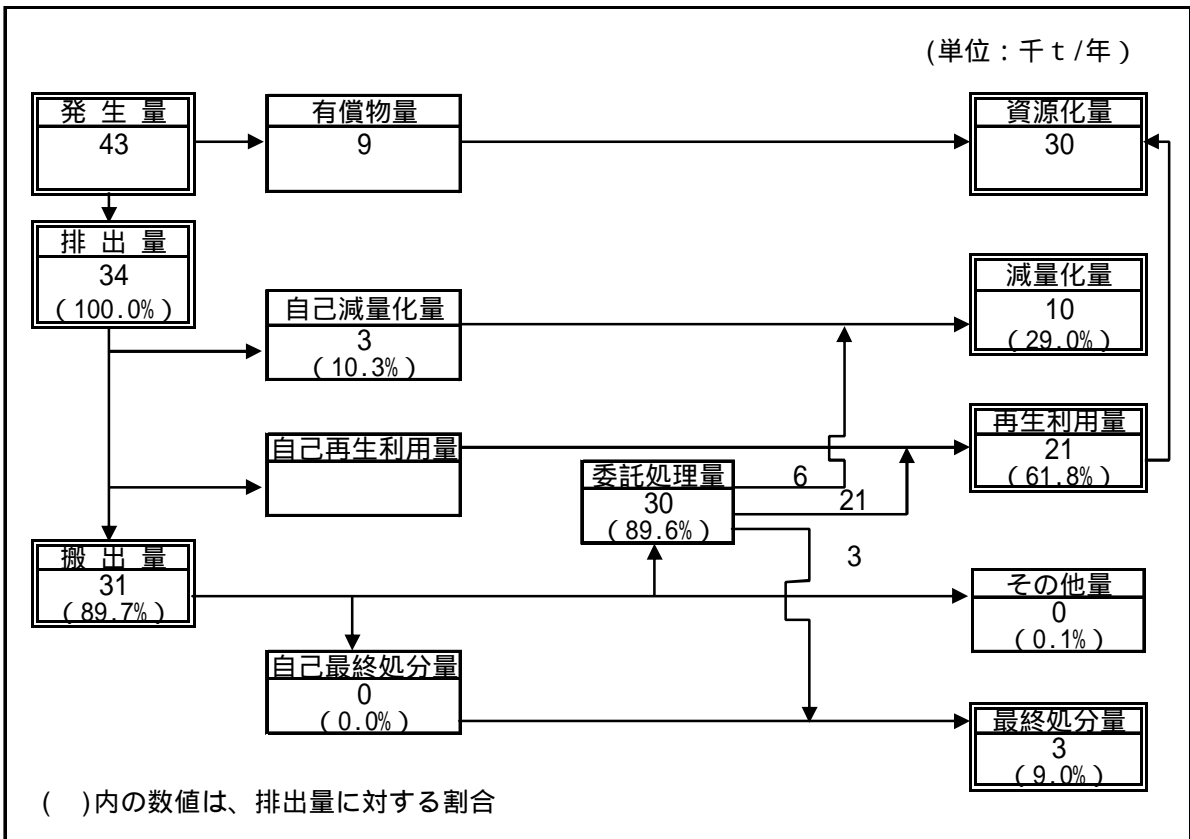 (単位：千ｔ/年）
発 生 量
43
有償物量
9
資源化量
30
排 出 量
34
（100.0%）
自己減量化量
3
（10.3%）
減量化量
10
（29.0%）
自己再生利用量
再生利用量
21
（61.8%）
委託処理量
30
（89.6%）
6
21
3
搬 出 量
31
（89.7%）
その他量
0
（0.1%）
自己最終処分量
0
（0.0%）
最終処分量
3
（9.0%）
(　)内の数値は、排出量に対する割合